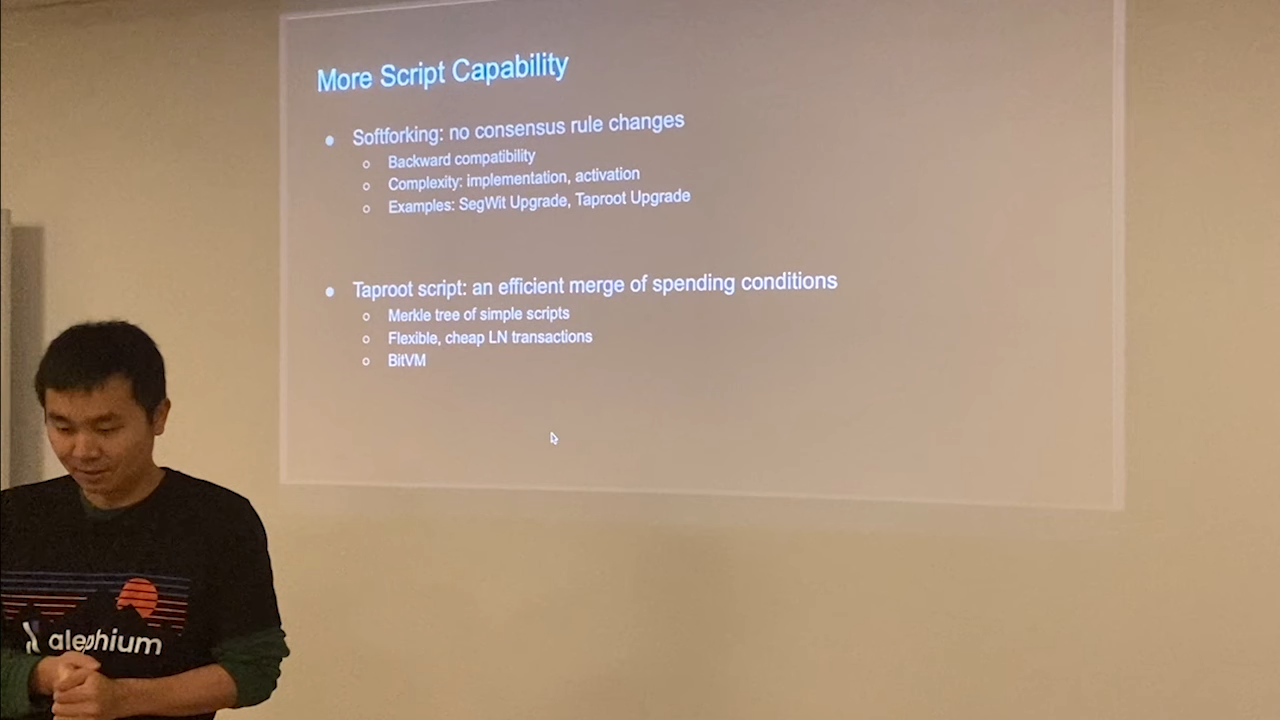 More Script Capability
● Softforking: no consensus rule changes
○ Backward compatibility
○ Complexity: implementation, activation
○ Examples: SegWit Upgrade, Taproot Upgrade
● Taproot script: an efficient merge of spending conditions
○ Merkle tree of simple scripts
○ Flexible, cheap LN transactions
○ BitVM
alephium